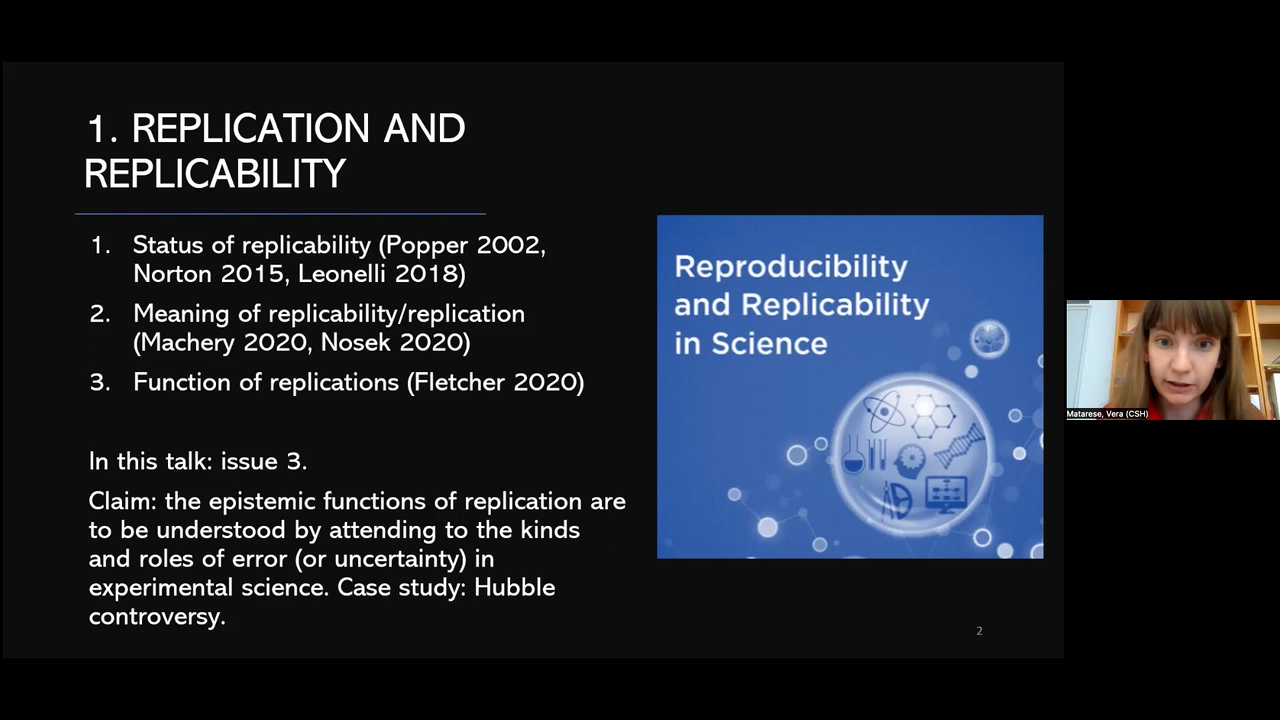 1. REPLICATION AND
REPLICABILITY
1. Status of replicability (Popper 2002,
Norton 2015, Leonelli 2018)
2. Meaning of replicability/replication
(Machery 2020, Nosek 2020)
3. Function of replications (Fletcher 2020)
In this talk: issue 3.
Claim: the epistemic functions of replication are
to be understood by attending to the kinds
and roles of error (or uncertainty) in
experimental science. Case study: Hubble
controversy.
Reproducibility
and Replicability
in Science
2
Matarese, Vera (CSH)